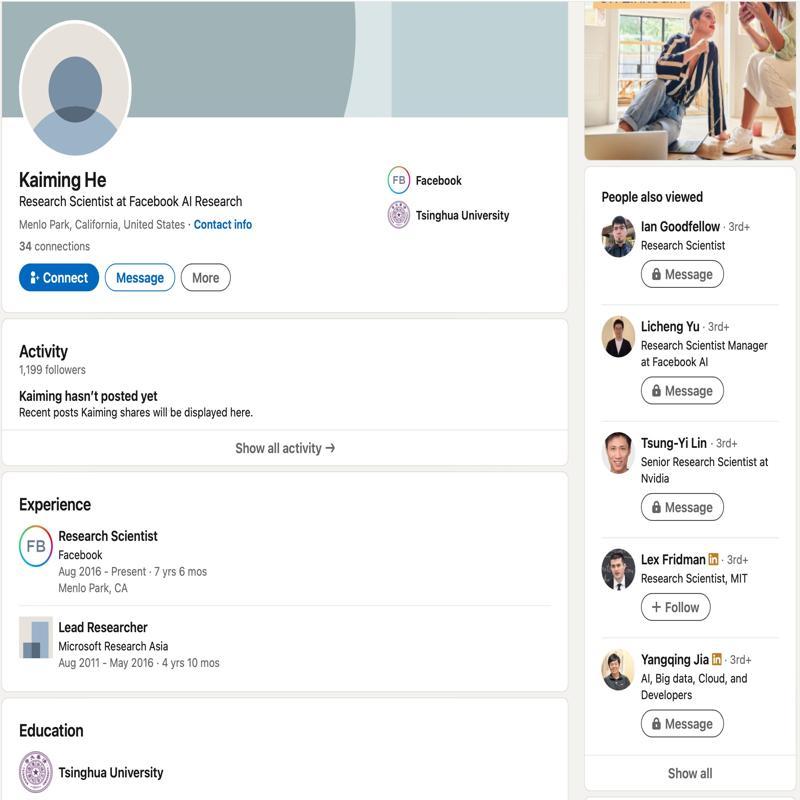 Kaiming He
Research Scientist at Facebook AI Research
Menlo Park, California, United States · Contact info
34 connections
Connect
Message
More
FB
Facebook
Tsinghua University
Activity
1,199 followers
Kaiming hasn’t posted yet
Recent posts Kaiming shares will be displayed here.
Show all activity →
Experience
FB
Research Scientist
Facebook
Aug 2016 - Present · 7 yrs 6 mos
Menlo Park, CA
Lead Researcher
Microsoft Research Asia
Aug 2011 - May 2016 · 4 yrs 10 mos
Education
Tsinghua University
People also viewed
Ian Goodfellow · 3rd+
Research Scientist
Message
Licheng Yu · 3rd+
Research Scientist Manager
at Facebook AI
Message
Tsung-Yi Lin · 3rd+
Senior Research Scientist at
Nvidia
Message
Lex Fridman in · 3rd+
Research Scientist, MIT
+ Follow
Yangqing Jia in · 3rd+
AI, Big data, Cloud, and
Developers
Message
Show all